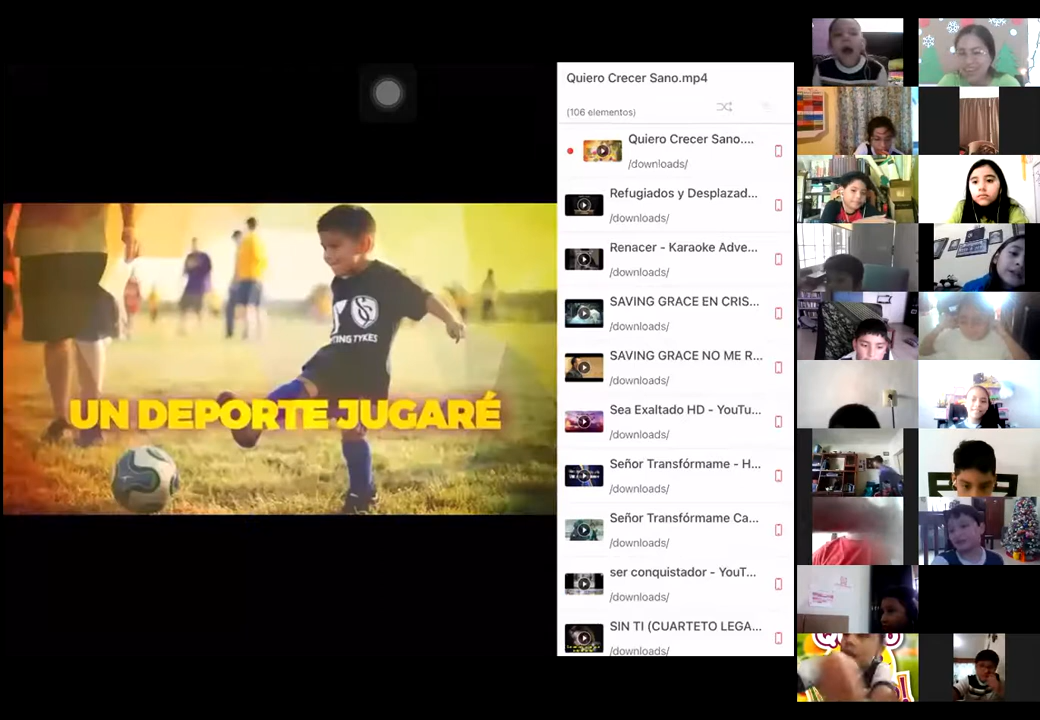 UN DEPORTE JUGARÉ
TING TYKES
Quiero Crecer Sano.mp4
(106 elementos)
Quiero Crecer Sano....
/downloads/
Refugiados y Desplazad...
/downloads/
Renacer - Karaoke Adve...
/downloads/
SAVING GRACE EN CRIS...
/downloads/
SAVING GRACE NO ME R...
/downloads/
Sea Exaltado HD - YouTu...
/downloads/
Señor Transfórmame - H...
/downloads/
Señor Transfórmame Ca...
/downloads/
ser conquistador - YouT...
/downloads/
SIN TI (CUARTETO LEGA...
/downloads/